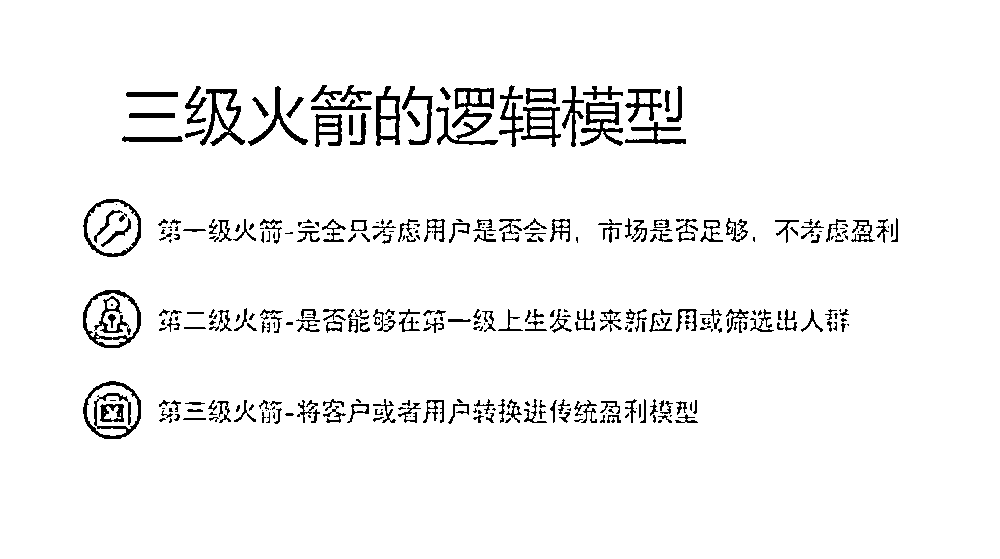 三级火箭的逻辑模型
第一级火箭-完全只考虑用户是否会用，市场是否足够，不考虑盈利
第二级火箭-是否能够在第一级上生发出来新应用或筛选出人群
第三级火箭-将客户或者用户转换进传统盈利模型